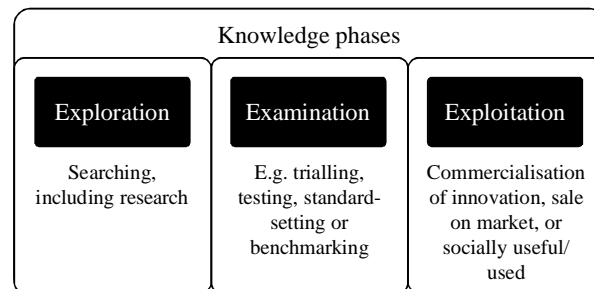 Knowledge phases
Exploration
Searching,
including research
Examination
E.g. trialling,
testing, standard-
setting or
benchmarking
Exploitation
Commercialisation
of innovation, sale
on market, or
socially useful/
used